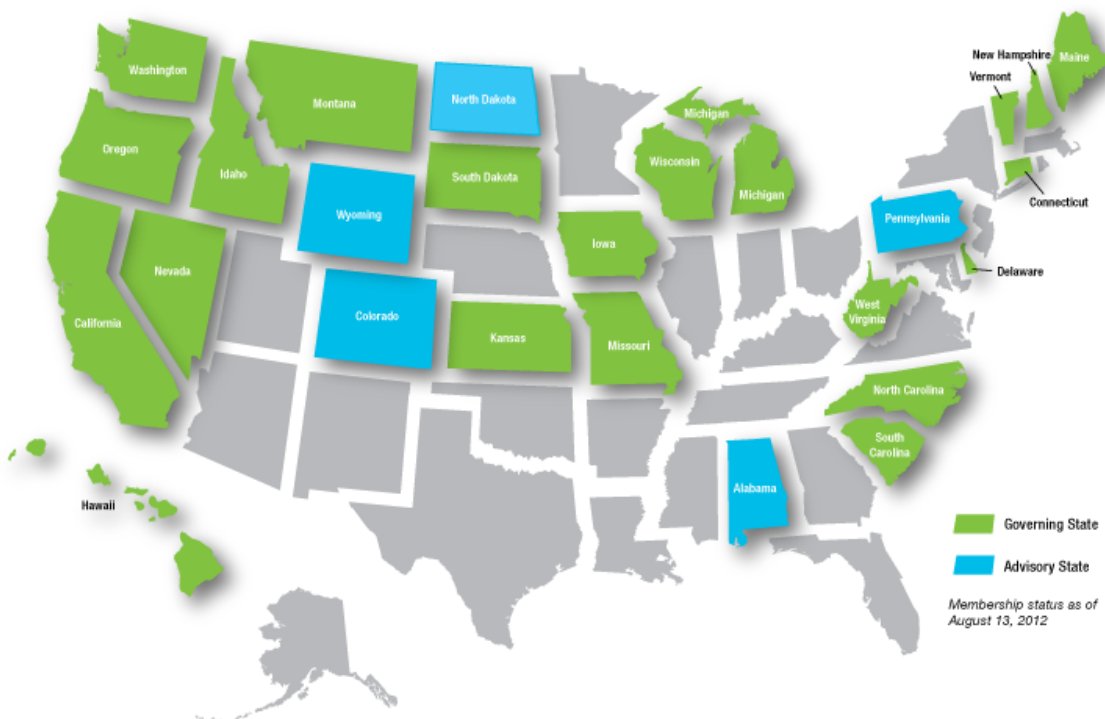 New Hampshire
Maine
Vermont
Washington
North Dakota
Montana
Michigan
Oregon
Wisconsin
Idaho
South Dakota
Michigan
Connecticut
Wyoming
Pennsylvania
Iowa
Nevada
Delaware
West
Virginia
California
Colorado
Kansas
Missouri
North Carolina
South
Carolina
Alabama
Hawaii
Governing State
Advisory State
Membership status as of
August 13, 2012